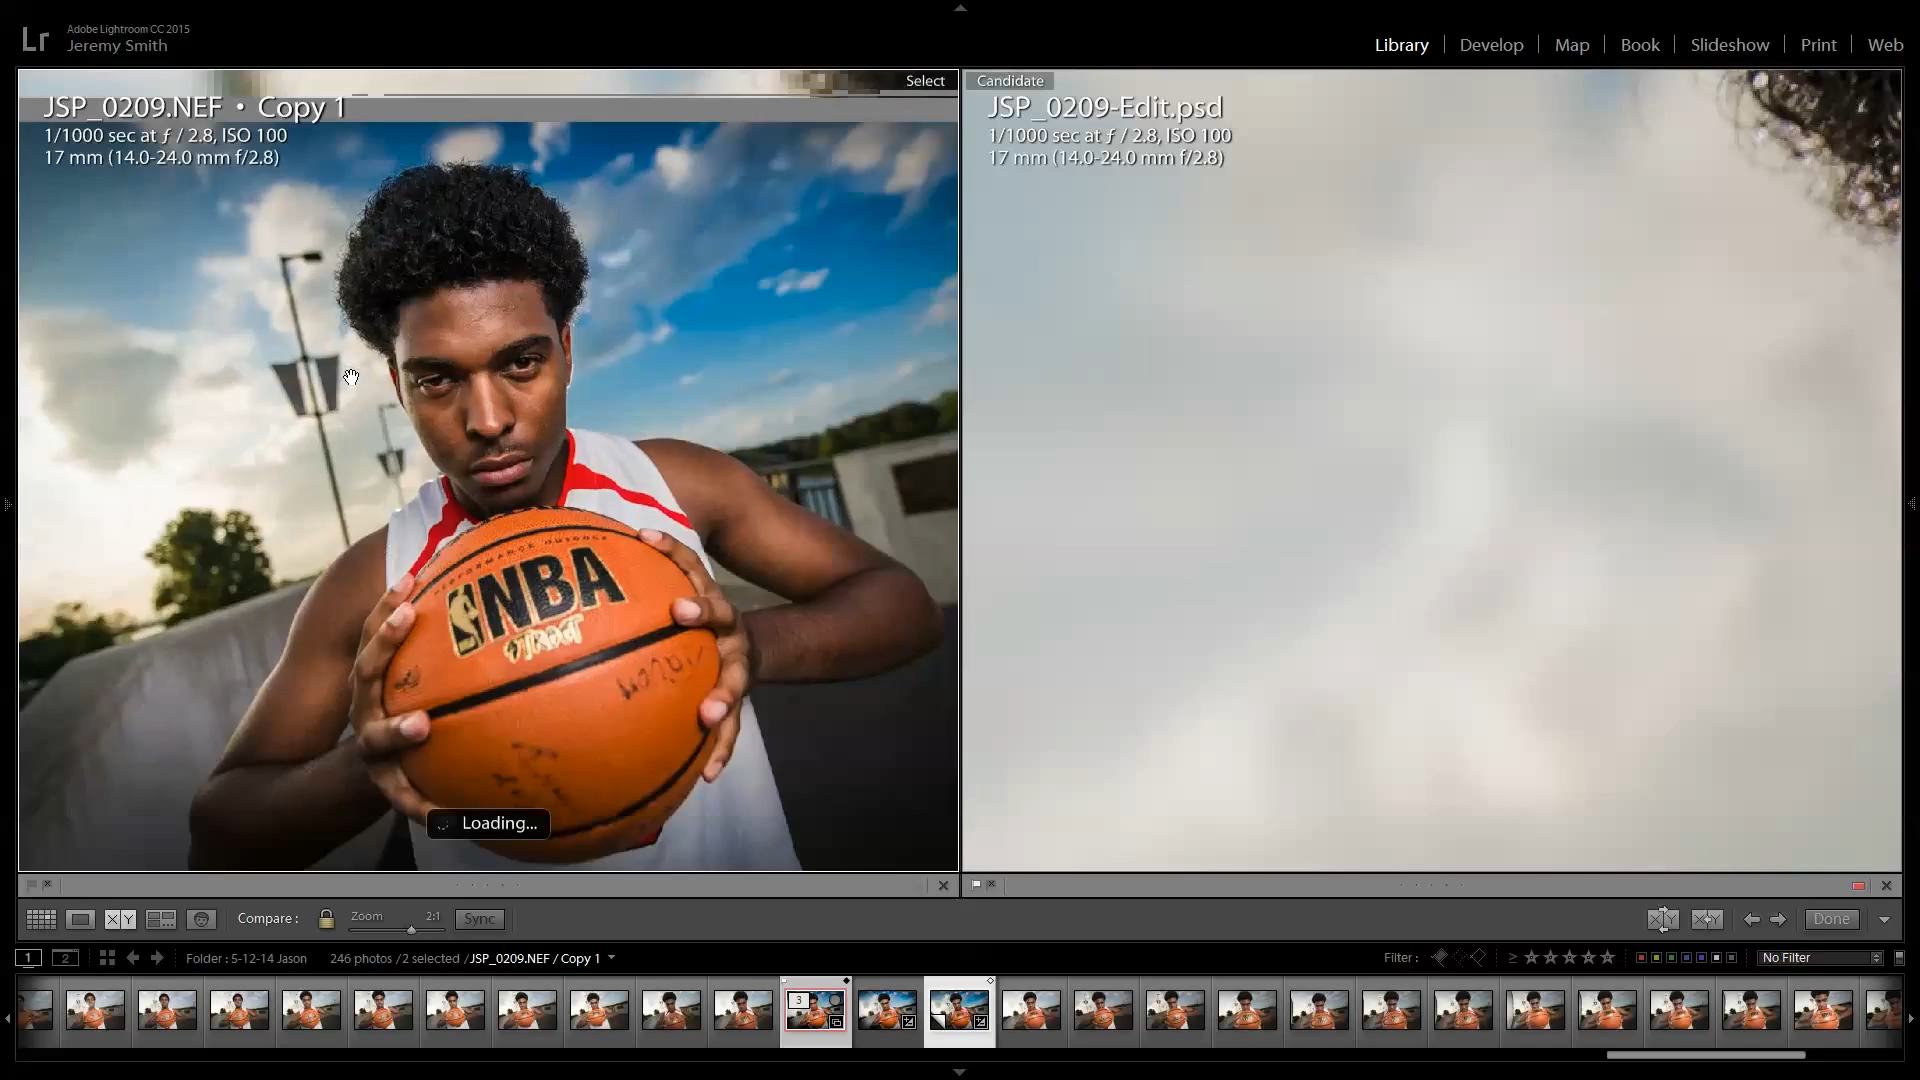 Lr
Adobe Lightroom CC 2015
Jeremy Smith
Library
Develop
Map
Book
Slideshow
Print
Web
Select
JSP_0209.NEF • Copy 1
1/1000 sec at ƒ / 2.8, ISO 100
17 mm (14.0-24.0 mm f/2.8)
PERFORMANCE OUTDOOR
NBA
STREET
Loading...
Candidate
JSP_0209-Edit.psd
1/1000 sec at ƒ / 2.8, ISO 100
17 mm (14.0-24.0 mm f/2.8)
X Y
Compare :
Zoom
2:1
Sync
Done
1
2
Folder : 5-12-14 Jason
246 photos /2 selected /JSP_0209.NEF / Copy 1
Filter :
No Filter
3